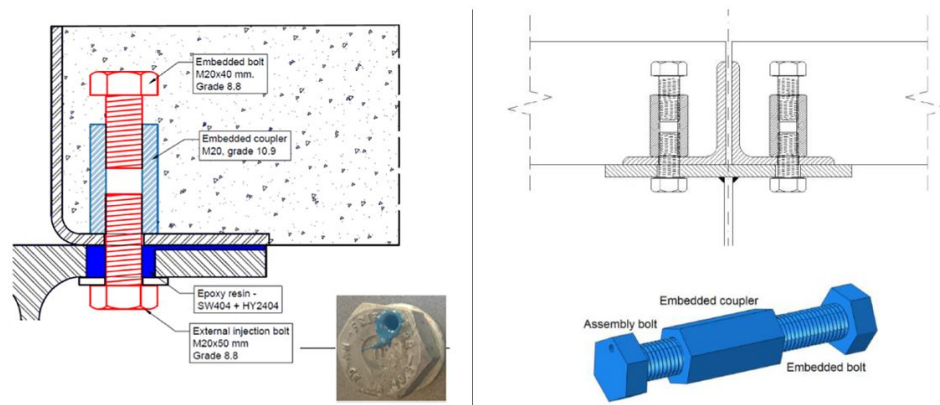 Embedded bolt
M20x40 mm.
Grade 8.8
Embedded coupler
M20, grade 10.9
Epoxy resin -
SW404 + HY2404
External injection bolt
M20x50 mm
Grade 8.8
Embedded coupler
Assembly bolt
Embedded bolt